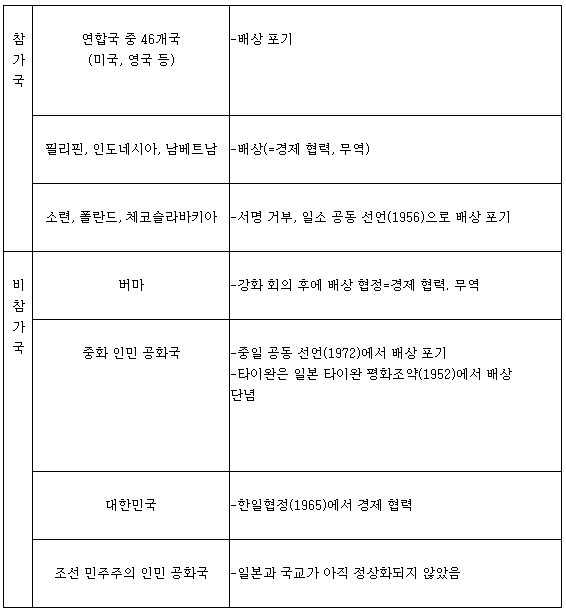 참
가
국
연합국 중 46개국
(미국, 영국 등)
-배상 포기
필리핀, 인도네시아, 남베트남
-배상(=경제 협력, 무역)
소련, 폴란드, 체코슬라바키아
-서명 거부, 일소 공동 선언(1956)으로 배상 포기
비
참
가
국
버마
-강화 회의 후에 배상 협정=경제 협력. 무역
중화 인민 공화국
-중일 공동 선언(1972)에서 배상 포기
-타이완은 일본 타이완 평화조약(1952)에서 배상
단념
대한민국
-한일협정(1965)에서 경제 협력
조선 민주주의 인민 공화국
-일본과 국교가 아직 정상화되지 않았음